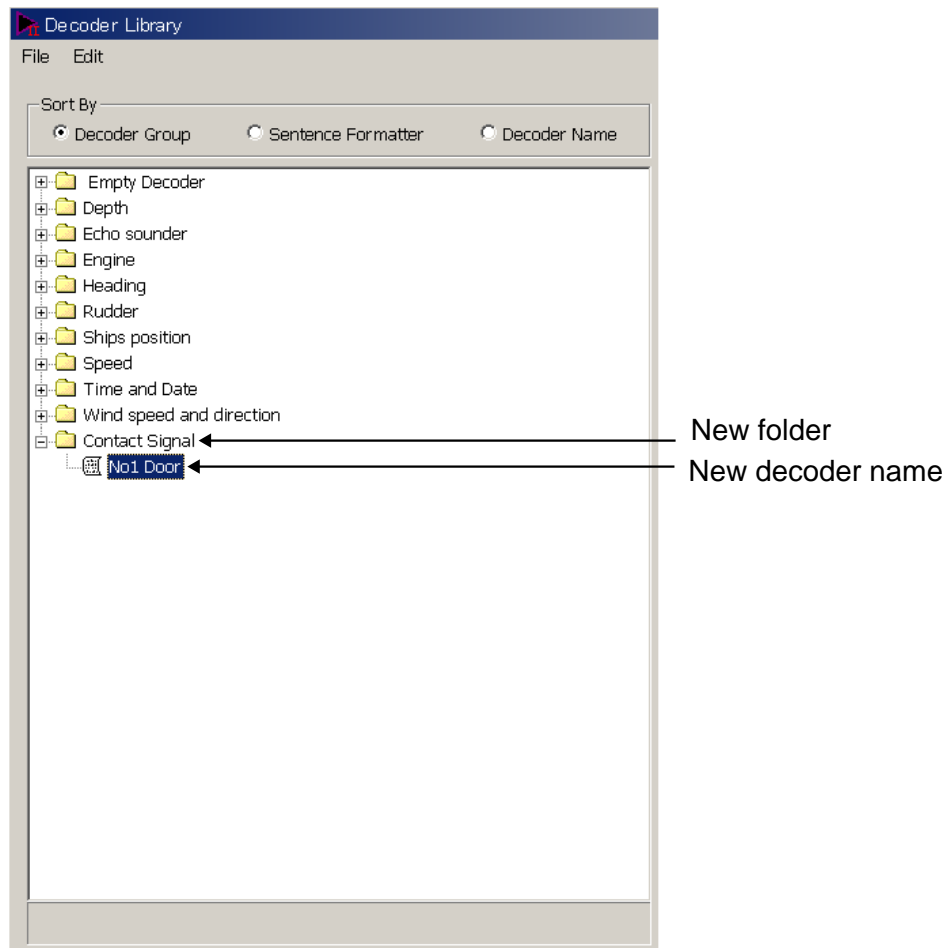 Decoder Library
File Edit
Sort By
Decoder Group Sentence Formatter Decoder Name
Empty Decoder
Depth
Echo sounder
Engine
Heading
Rudder
Ships position
Speed
Time and Date
Wind speed and direction
Contact Signal New folder
No1 Door New decoder name